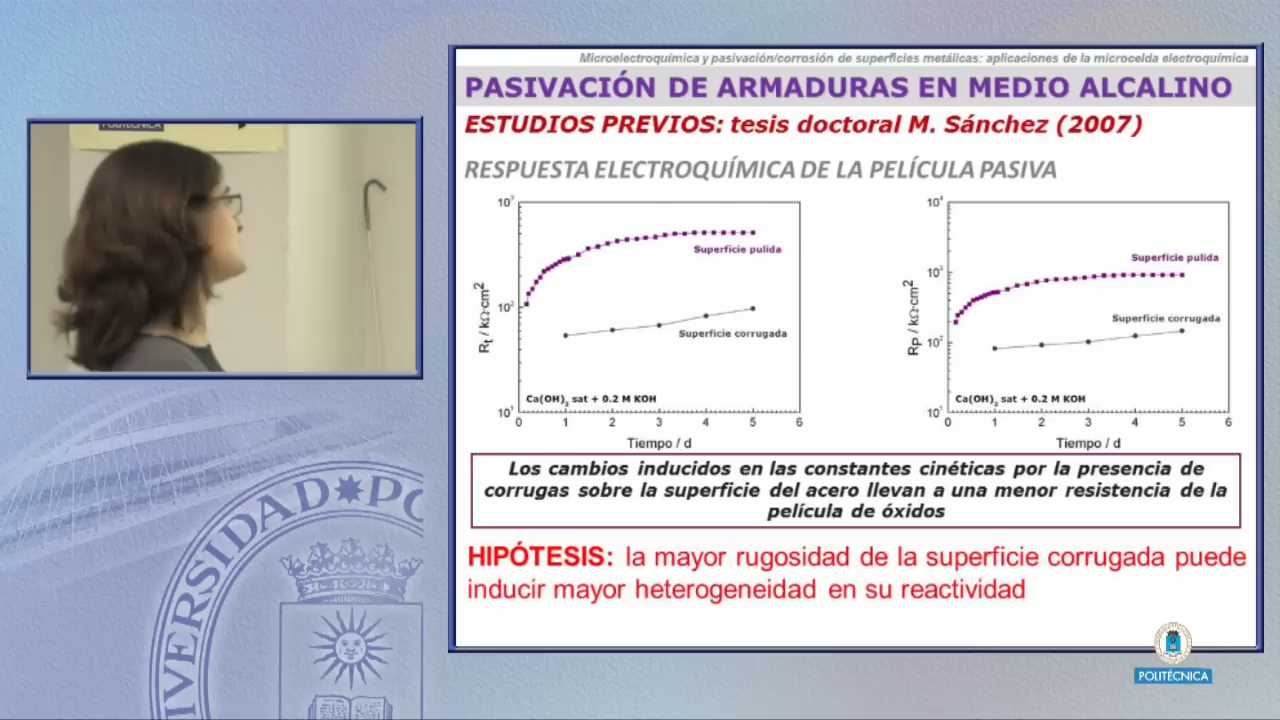 POLITÉCNICA
Microelectroquímica y pasivación/corrosión de superficies metálicas: aplicaciones de la microcelda electroquímica
PASIVACIÓN DE ARMADURAS EN MEDIO ALCALINO
ESTUDIOS PREVIOS: tesis doctoral M. Sánchez (2007)
RESPUESTA ELECTROQUÍMICA DE LA PELÍCULA PASIVA
10³
Superficie pulida
10²
Rt / kΩ·cm²
Superficie corrugada
Ca(OH)2 sat + 0.2 M KOH
10¹
0 1 2 3 4 5 6
Tiempo / d
10⁴
Superficie pulida
10³
RP / kΩ·cm²
Superficie corrugada
10²
Ca(OH)2 sat + 0.2 M KOH
10¹
0 1 2 3 4 5 6
Tiempo / d
Los cambios inducidos en las constantes cinéticas por la presencia de
corrugas sobre la superficie del acero llevan a una menor resistencia de la
película de óxidos
HIPÓTESIS: la mayor rugosidad de la superficie corrugada puede
inducir mayor heterogeneidad en su reactividad
IVERSIDAD PO
POLITÉCNICA